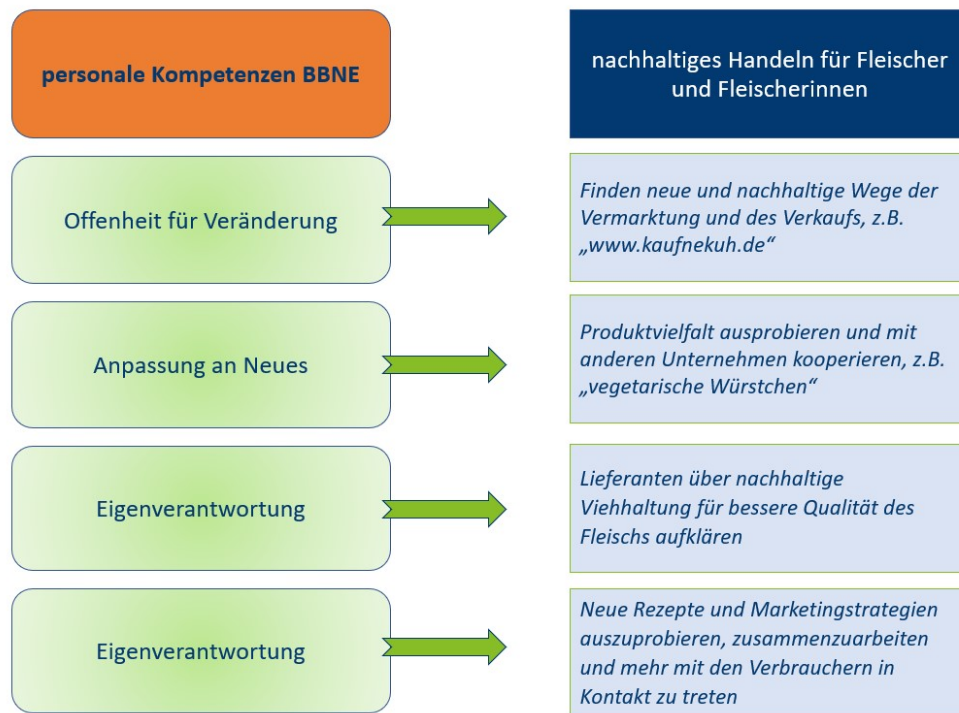 personale Kompetenzen BBNE
nachhaltiges Handeln für Fleischer
und Fleischerinnen
Offenheit für Veränderung
Finden neue und nachhaltige Wege der
Vermarktung und des Verkaufs, z.B.
„www.kaufnekuh.de“
Anpassung an Neues
Produktvielfalt ausprobieren und mit
anderen Unternehmen kooperieren, z.B.
„vegetarische Würstchen“
Eigenverantwortung
Lieferanten über nachhaltige
Viehhaltung für bessere Qualität des
Fleischs aufklären
Eigenverantwortung
Neue Rezepte und Marketingstrategien
auszuprobieren, zusammenzuarbeiten
und mehr mit den Verbrauchern in
Kontakt zu treten